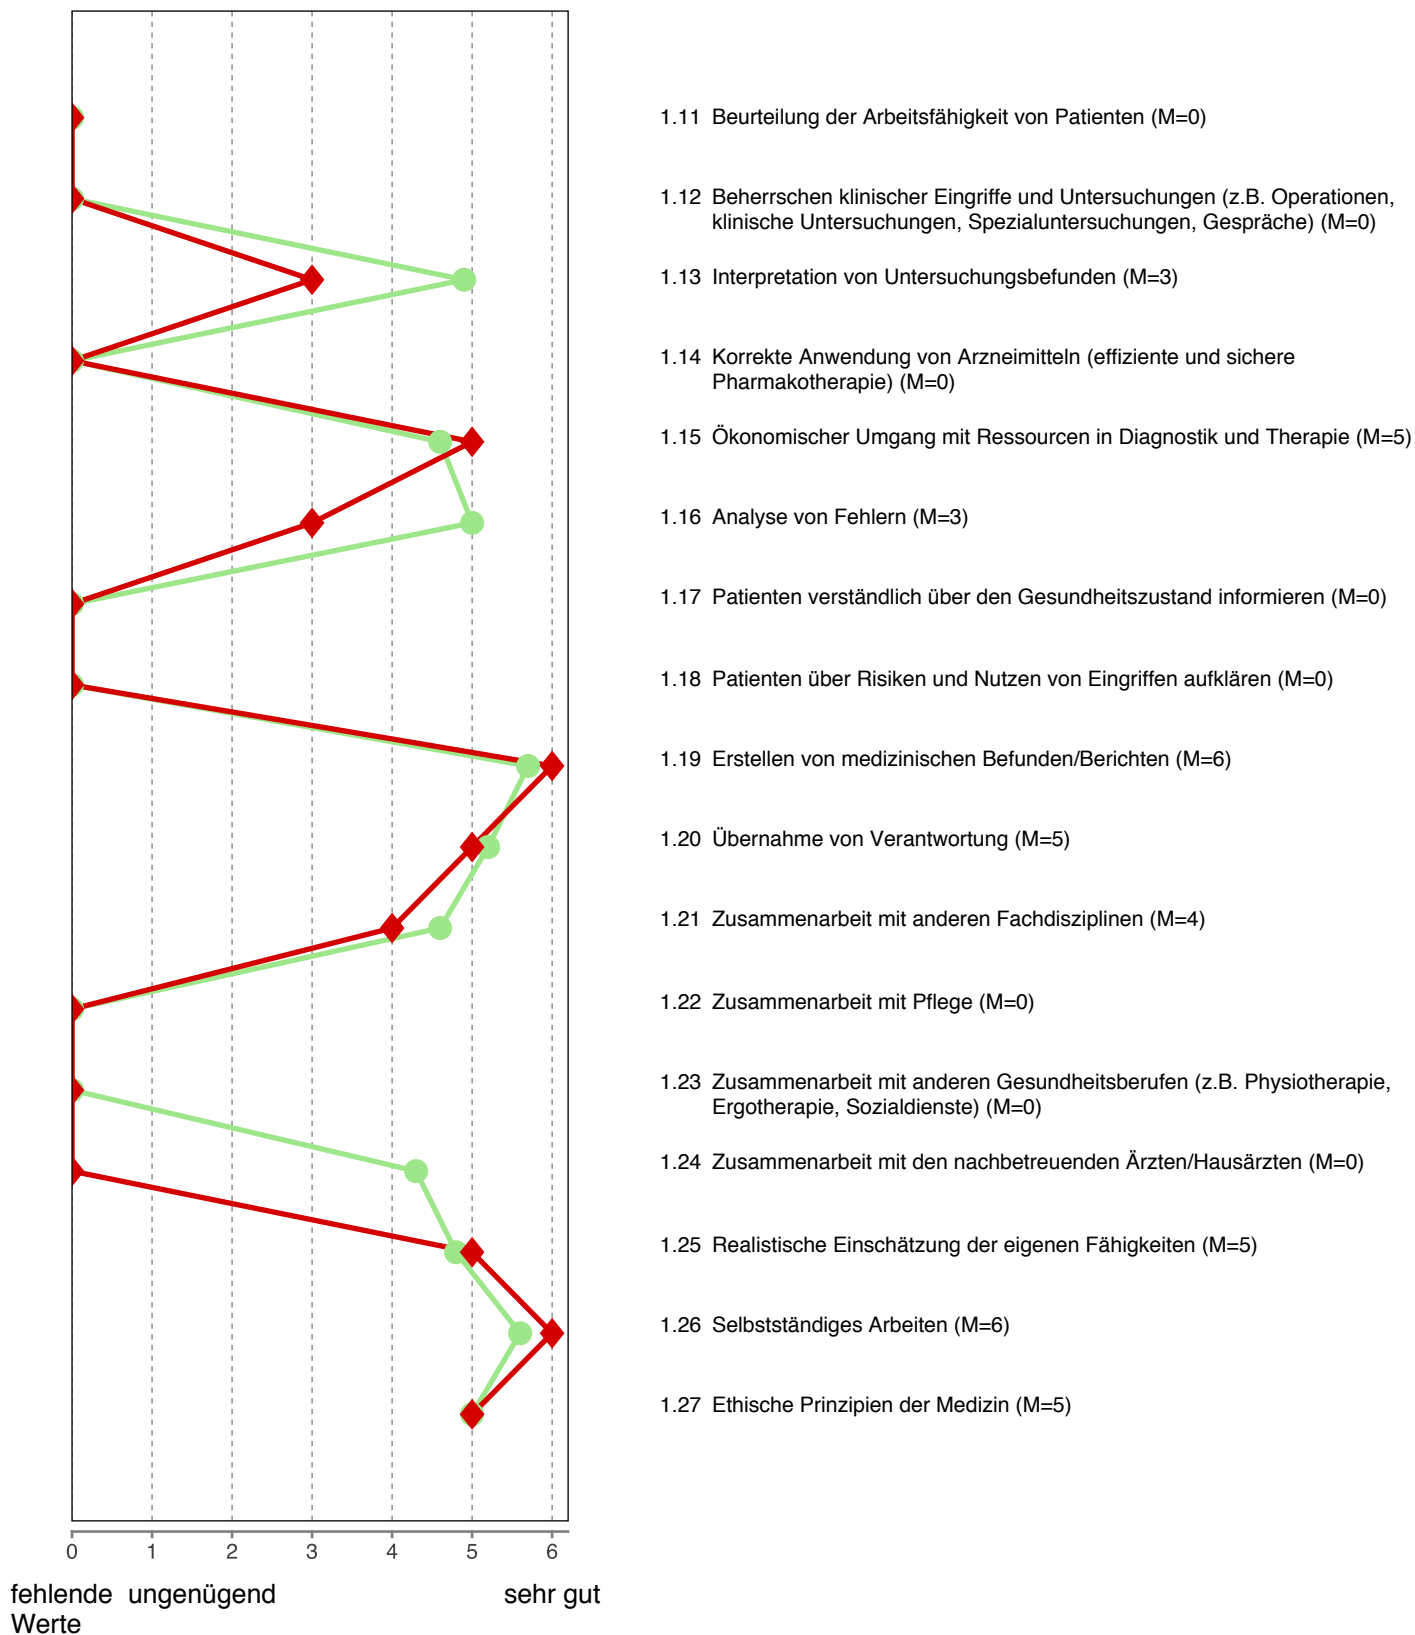 1.11 Beurteilung der Arbeitsfähigkeit von Patienten (M=0)
1.12 Beherrschen klinischer Eingriffe und Untersuchungen (z.B. Operationen,
klinische Untersuchungen, Spezialuntersuchungen, Gespräche) (M=0)
1.13 Interpretation von Untersuchungsbefunden (M=3)
1.14 Korrekte Anwendung von Arzneimitteln (effiziente und sichere
Pharmakotherapie) (M=0)
1.15 Ökonomischer Umgang mit Ressourcen in Diagnostik und Therapie (M=5)
1.16 Analyse von Fehlern (M=3)
1.17 Patienten verständlich über den Gesundheitszustand informieren (M=0)
1.18 Patienten über Risiken und Nutzen von Eingriffen aufklären (M=0)
1.19 Erstellen von medizinischen Befunden/Berichten (M=6)
1.20 Übernahme von Verantwortung (M=5)
1.21 Zusammenarbeit mit anderen Fachdisziplinen (M=4)
1.22 Zusammenarbeit mit Pflege (M=0)
1.23 Zusammenarbeit mit anderen Gesundheitsberufen (z.B. Physiotherapie,
Ergotherapie, Sozialdienste) (M=0)
1.24 Zusammenarbeit mit den nachbetreuenden Ärzten/Hausärzten (M=0)
1.25 Realistische Einschätzung der eigenen Fähigkeiten (M=5)
1.26 Selbstständiges Arbeiten (M=6)
1.27 Ethische Prinzipien der Medizin (M=5)
0 1 2 3 4 5 6
fehlende ungenügend sehr gut
Werte